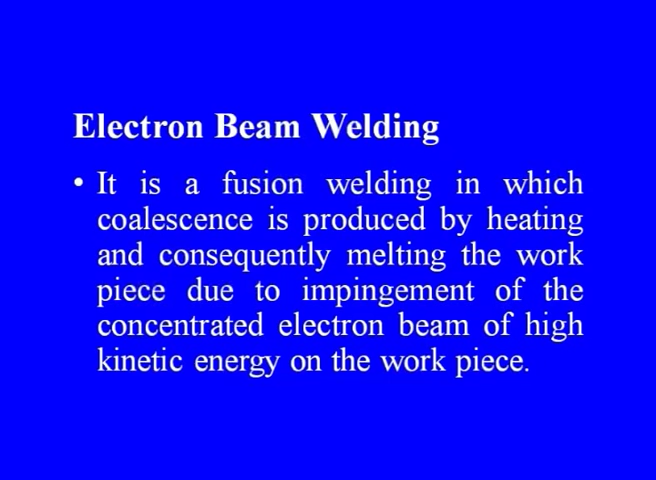 Electron Beam Welding
• It is a fusion welding in which
coalescence is produced by heating
and consequently melting the work
piece due to impingement of the
concentrated electron beam of high
kinetic energy on the work piece.